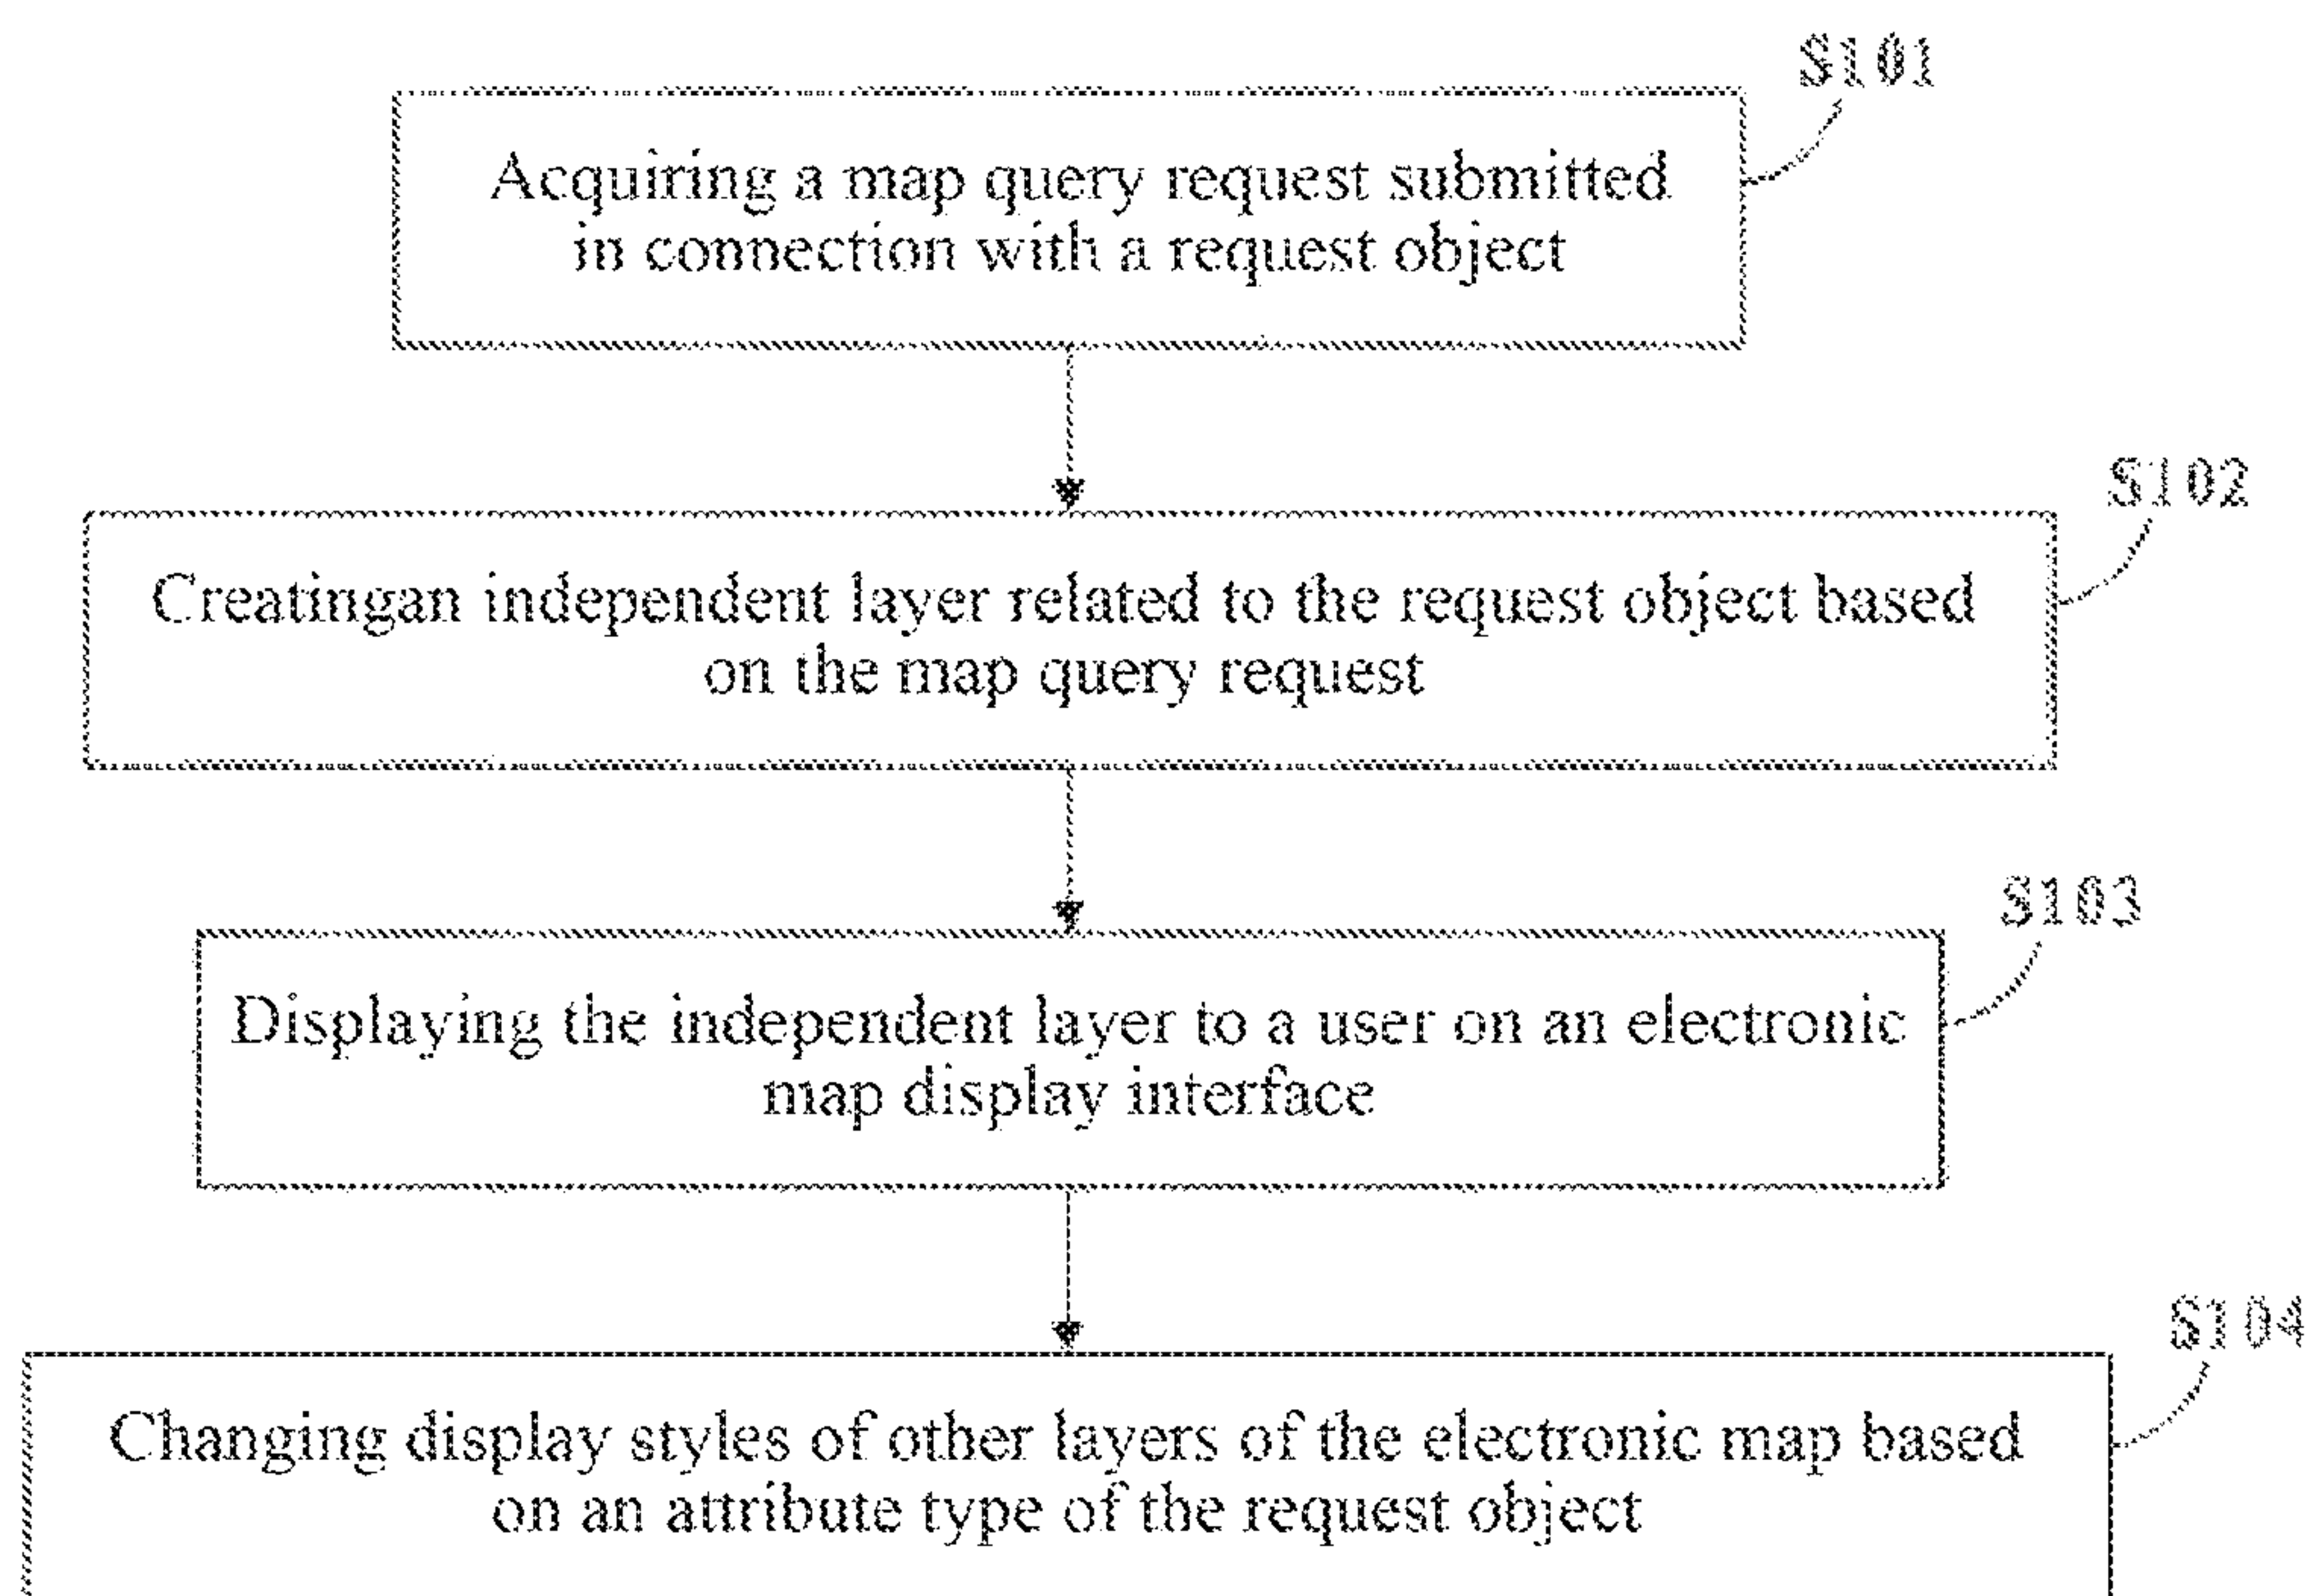 S101
Acquiring a map query request submitted
in connection with a request object
S102
Creatingan independent layer related to the request object based
on the map query request
S103
Displaying the independent layer to a user on an electronic
map display interface
S104
Changing display styles of other layers of the electronic map based
on an attribute type of the request object